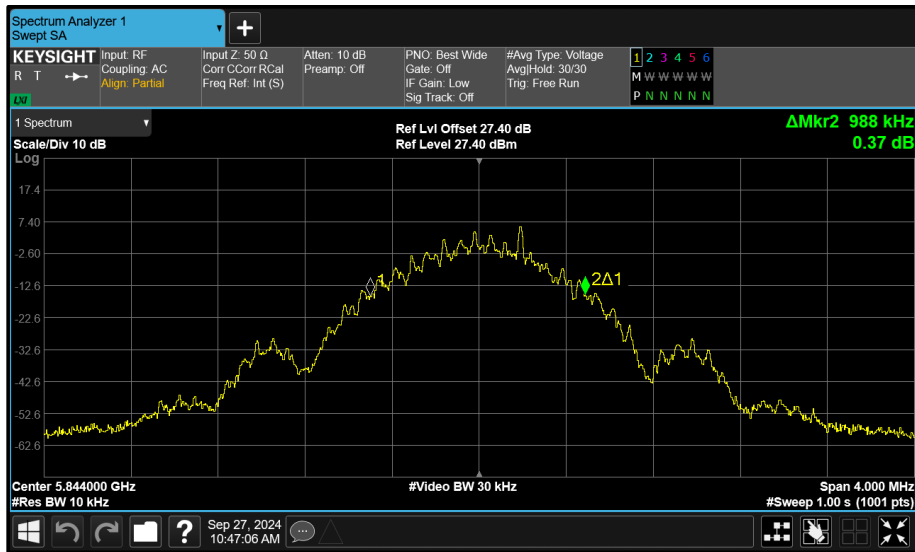 Spectrum Analyzer 1
Swept SA
KEYSIGHT
R T
LXI
Input: RF
Coupling: AC
Align: Partial
Input Z: 50 Ω
Corr CCorr RCal
Freq Ref: Int (S)
Atten: 10 dB
Preamp: Off
PNO: Best Wide
Gate: Off
IF Gain: Low
Sig Track: Off
#Avg Type: Voltage
Avg|Hold: 30/30
Trig: Free Run
1 2 3 4 5 6
M W W W W W
P N N N N N
1 Spectrum
Scale/Div 10 dB
Ref Lvl Offset 27.40 dB
Ref Level 27.40 dBm
ΔMkr2 988 kHz
0.37 dB
Log
17.4
7.40
-2.60
-12.6
-22.6
-32.6
-42.6
-52.6
-62.6
1
2Δ1
Center 5.844000 GHz
#Res BW 10 kHz
#Video BW 30 kHz
Span 4.000 MHz
#Sweep 1.00 s (1001 pts)
?
Sep 27, 2024
10:47:06 AM